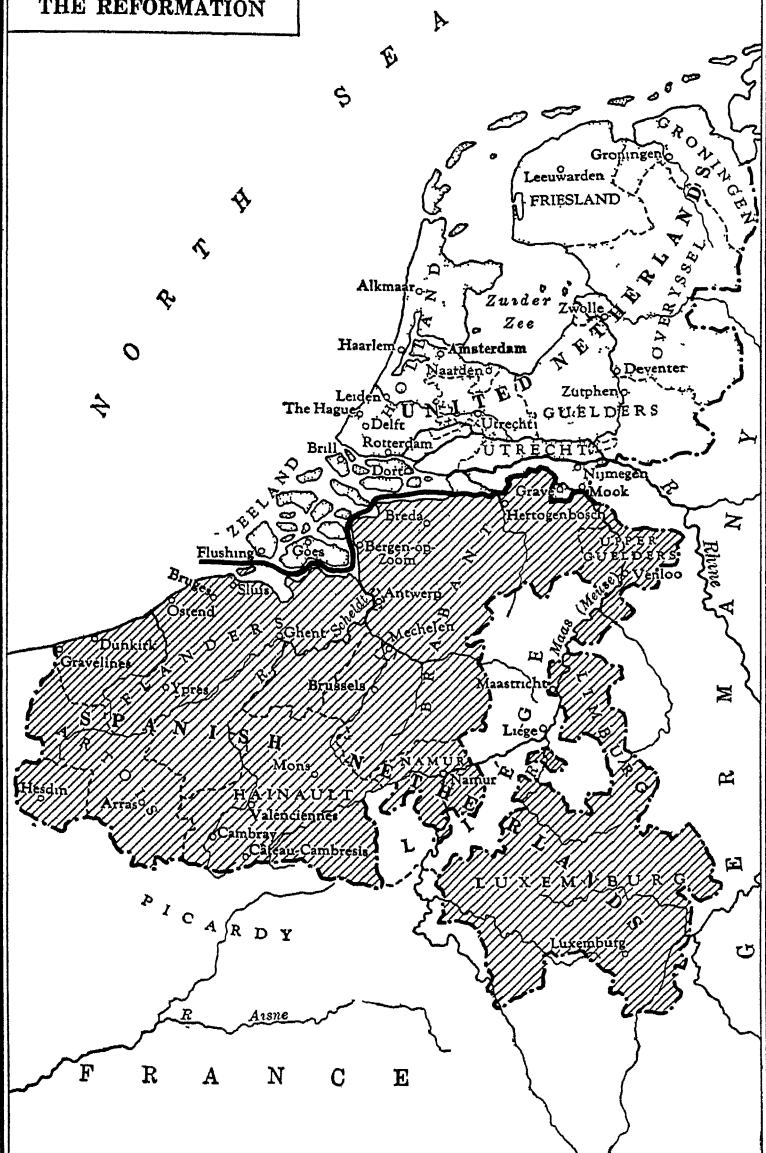 THE REFORMATION
NORTH SEA
GRONINGEN
Groningen
Leeuwarden
FRIESLAND
UNITED NETHERLANDS
OVERYSSEL
Alkmaar
HOLLAND
Zuider
Zee
Zwolle
Haarlem
Amsterdam
Naarden
Deventer
Leiden
Zutphen
The Hague
GUELDERS
Delft
Utrecht
Rotterdam
UTRECHT
Brill
Dort
Nijmegen
R
Grave
Mook
ZEELAND
Breda
Hertogenbosch
UPPER
GUELDERS
Flushing
Goes
Bergen-op-
Zoom
Venloo
Rhine
Bruges
Sluis
Ostend
Antwerp
Scheldt
Maas (Meuse)
BRABANT
Dunkirk
Gravelines
FLANDERS
Ghent
R
Mechelen
Ypres
Brussels
Maastricht
LIMBURG
Liége
LIEGE
SPANISH NETHERLANDS
ARTOIS
Mons
NAMUR
Namur
Hesdin
Arras
HAINAULT
Valenciennes
Cambray
Câteau-Cambresis
LUXEMBURG
Luxemburg
PICARDY
R
Aisne
FRANCE
GERMANY